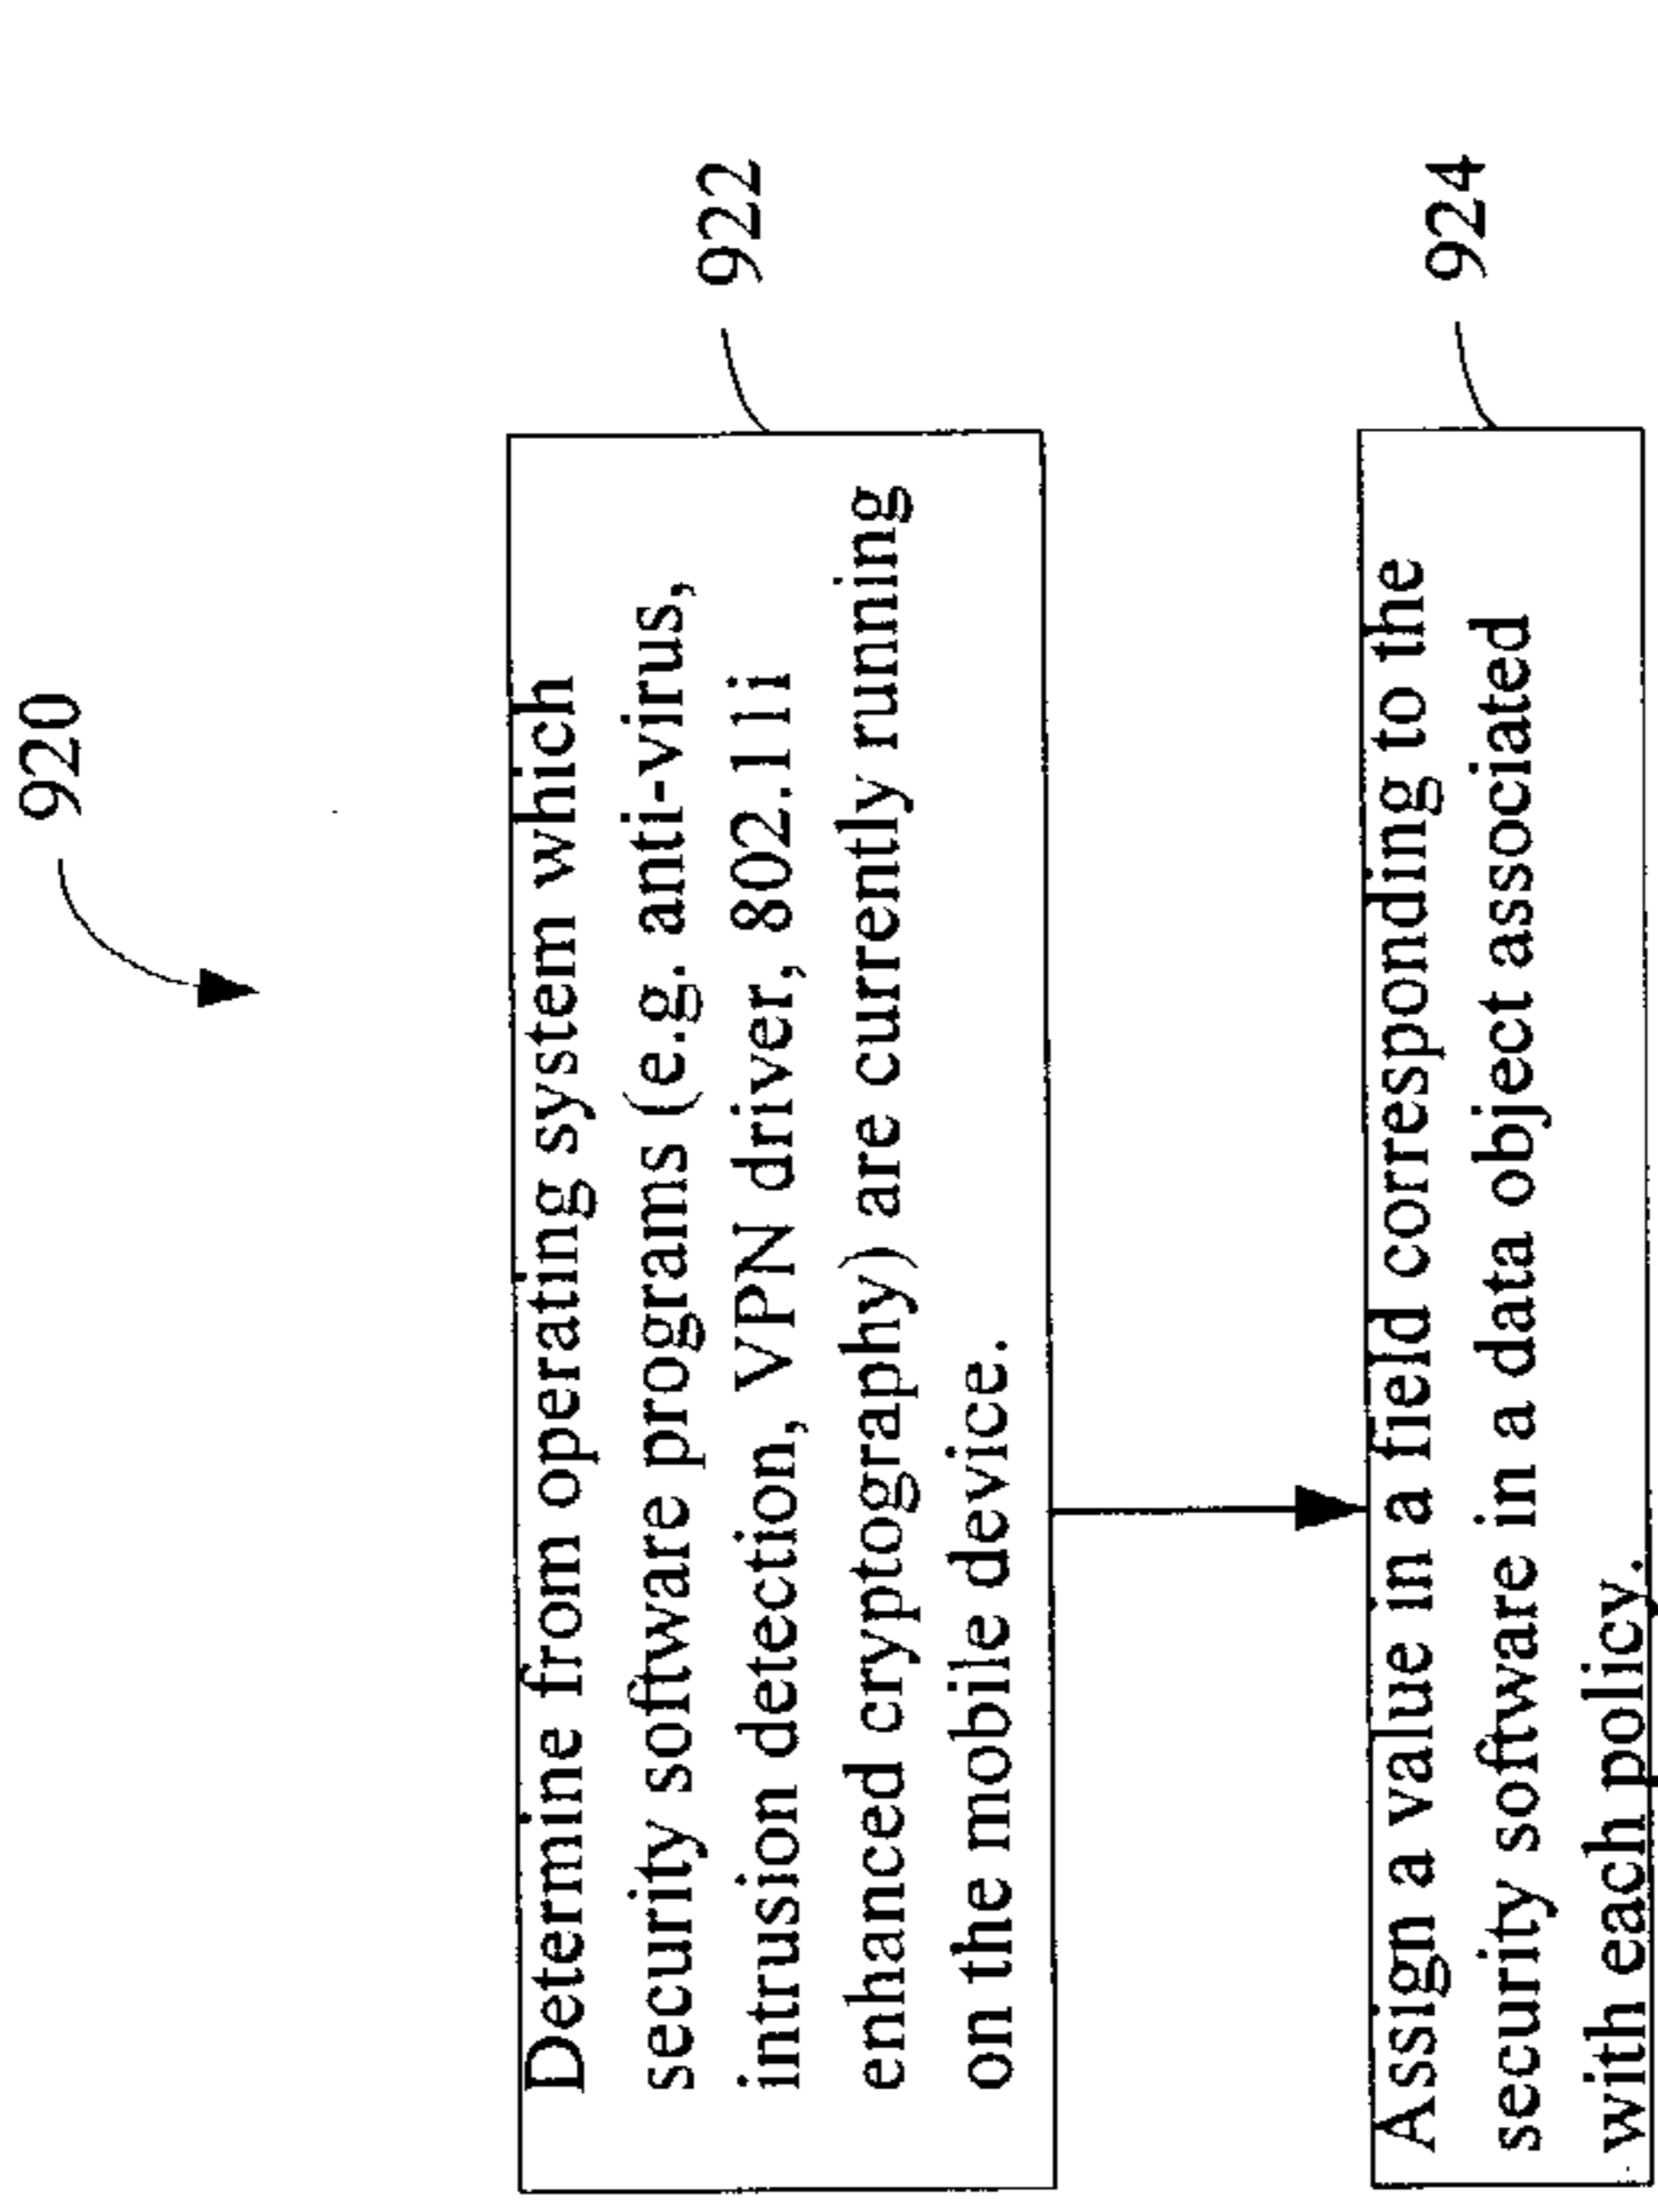 920
922
Determine from operating system which
security software programs (e.g. anti-virus,
intrusion detection, VPN driver, 802.11i
enhanced cryptography) are currently running
on the mobile device.
924
Assign a value in a field corresponding to the
security software in a data object associated
with each policy.